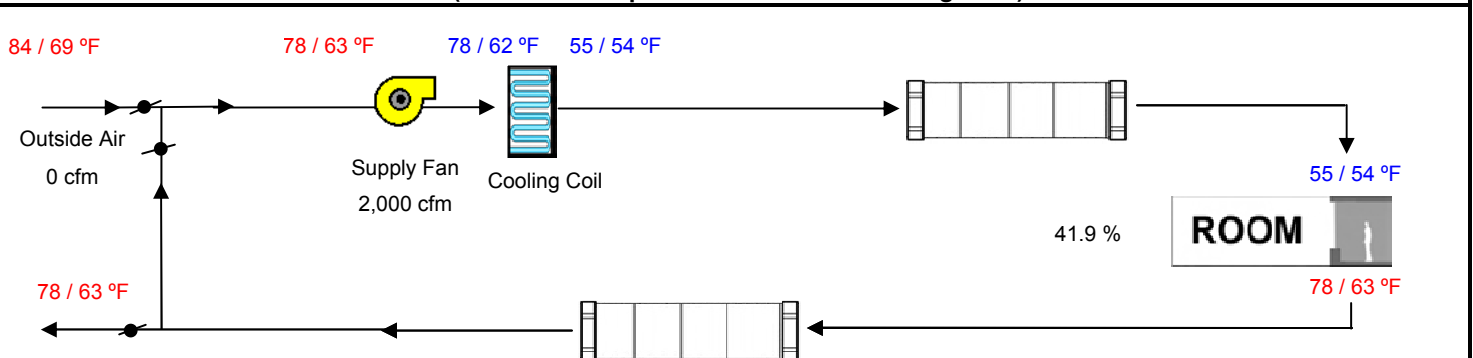 84 / 69 ºF
78 / 63 ºF
78 / 62 ºF
55 / 54 ºF
Outside Air
0 cfm
Supply Fan
2,000 cfm
Cooling Coil
55 / 54 ºF
41.9 %
ROOM
78 / 63 ºF
78 / 63 ºF